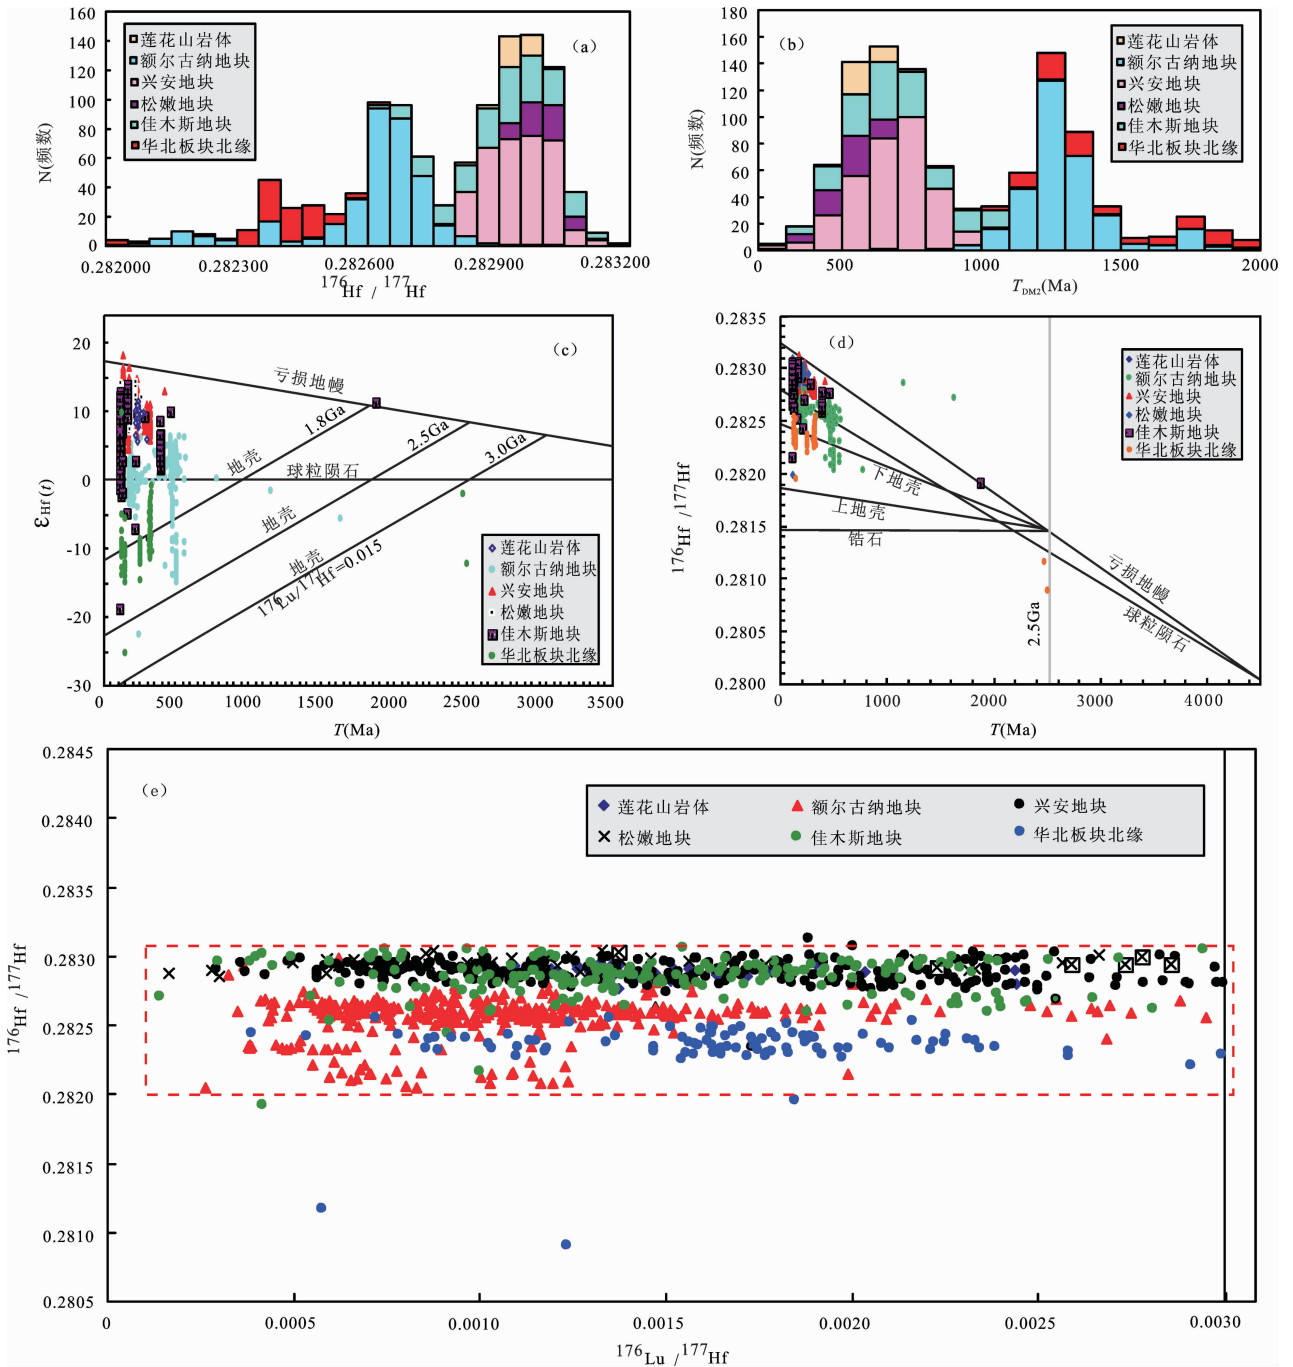 (a)
N(频数)
160
140
120
100
80
60
40
20
0
莲花山岩体
额尔古纳地块
兴安地块
松嫩地块
佳木斯地块
华北板块北缘
0.282000
0.282300
0.282600
0.282900
0.283200
176Hf / 177Hf
(b)
N(频数)
180
160
140
120
100
80
60
40
20
0
莲花山岩体
额尔古纳地块
兴安地块
松嫩地块
佳木斯地块
华北板块北缘
0
500
1000
1500
2000
TDM2(Ma)
(c)
εHf(t)
20
10
0
-10
-20
-30
亏损地幔
1.8Ga
2.5Ga
3.0Ga
地壳
球粒陨石
地壳
地壳
176Lu/177Hf=0.015
莲花山岩体
额尔古纳地块
兴安地块
松嫩地块
佳木斯地块
华北板块北缘
0
500
1000
1500
2000
2500
3000
3500
T(Ma)
(d)
176Hf / 177Hf
0.2835
0.2830
0.2825
0.2820
0.2815
0.2810
0.2805
0.2800
莲花山岩体
额尔古纳地块
兴安地块
松嫩地块
佳木斯地块
华北板块北缘
下地壳
上地壳
锆石
亏损地幔
球粒陨石
2.5Ga
0
1000
2000
3000
4000
T(Ma)
(e)
176Hf / 177Hf
0.2845
0.2840
0.2835
0.2830
0.2825
0.2820
0.2815
0.2810
0.2805
莲花山岩体
额尔古纳地块
兴安地块
松嫩地块
佳木斯地块
华北板块北缘
0
0.0005
0.0010
0.0015
0.0020
0.0025
0.0030
176Lu / 177Hf